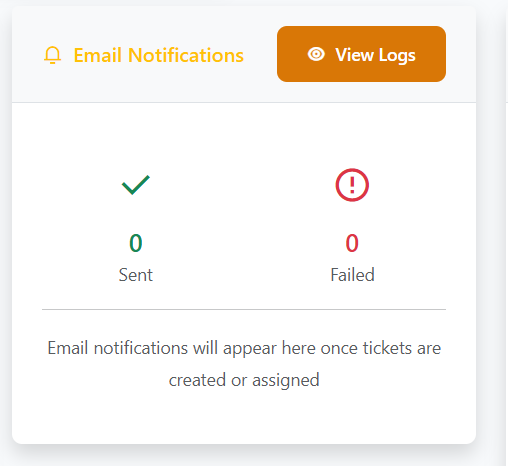 Email Notifications
View Logs
0
Sent
0
Failed
Email notifications will appear here once tickets are
created or assigned